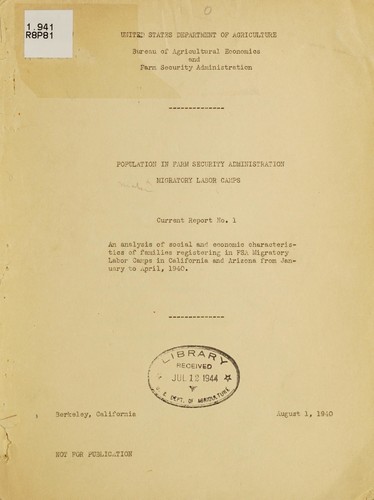 1.941
R8P81
UNITED STATES DEPARTMENT OF AGRICULTURE
Bureau of Agricultural Economics
and
Farm Security Administration
--------------
POPULATION IN FARM SECURITY ADMINISTRATION
MIGRATORY LABOR CAMPS
Current Report No. 1
An analysis of social and economic characteris-
tics of families registering in FSA Migratory
Labor Camps in California and Arizona from Jan-
uary to April, 1940.
--------------
LIBRARY
RECEIVED
☆ JUL 12 1944 ☆
U. S. DEPT. OF AGRICULTURE
Berkeley, California August 1, 1940
NOT FOR PUBLICATION